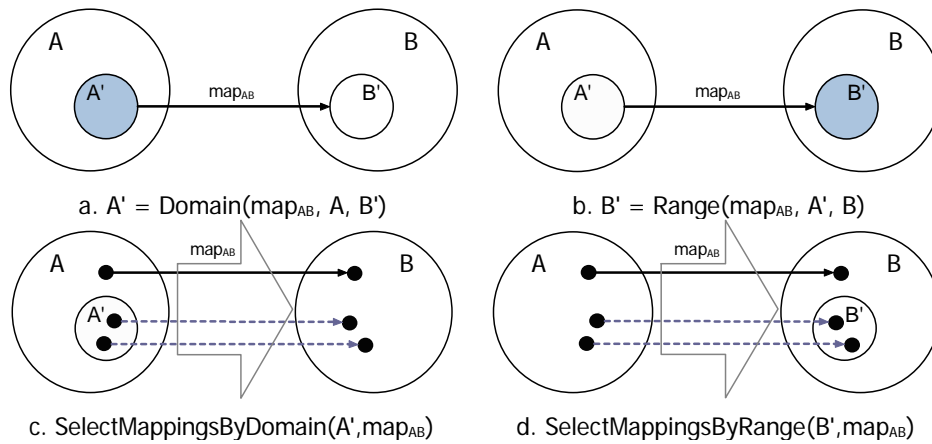 A
A'
map_AB
B
B'
a. A' = Domain(map_AB, A, B')
A
A'
map_AB
B
B'
b. B' = Range(map_AB, A', B)
A
A'
map_AB
B
c. SelectMappingsByDomain(A',map_AB)
A
map_AB
B
B'
d. SelectMappingsByRange(B',map_AB)